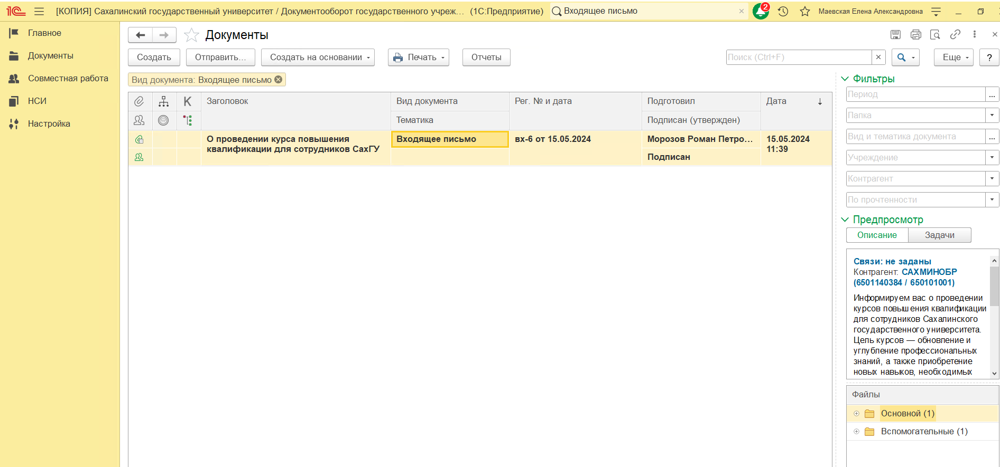 [КОПИЯ] Сахалинский государственный университет / Документооборот государственного учреж... (1С:Предприятие)
Входящее письмо
2
Маевская Елена Александровна
Главное
Документы
Совместная работа
НСИ
Настройка
Документы
Создать
Отправить...
Создать на основании
Печать
Отчеты
Поиск (Ctrl+F)
Еще
?
Вид документа: Входящее письмо
Заголовок
Вид документа
Рег. № и дата
Подготовил
Дата
Тематика
Подписан (утвержден)
О проведении курса повышения
квалификации для сотрудников СахГУ
Входящее письмо
вх-6 от 15.05.2024
Морозов Роман Петро...
Подписан
15.05.2024
11:39
Фильтры
Период
Папка
Вид и тематика документа
Учреждение
Контрагент
По прочтенности
Предпросмотр
Описание
Задачи
Связи: не заданы
Контрагент: САХМИНОБР
(6501140384 / 650101001)
Информируем вас о проведении
курсов повышения квалификации
для сотрудников Сахалинского
государственного университета.
Цель курсов — обновление и
углубление профессиональных
знаний, а также приобретение
новых навыков, необходимых
Файлы
Основной (1)
Вспомогательные (1)